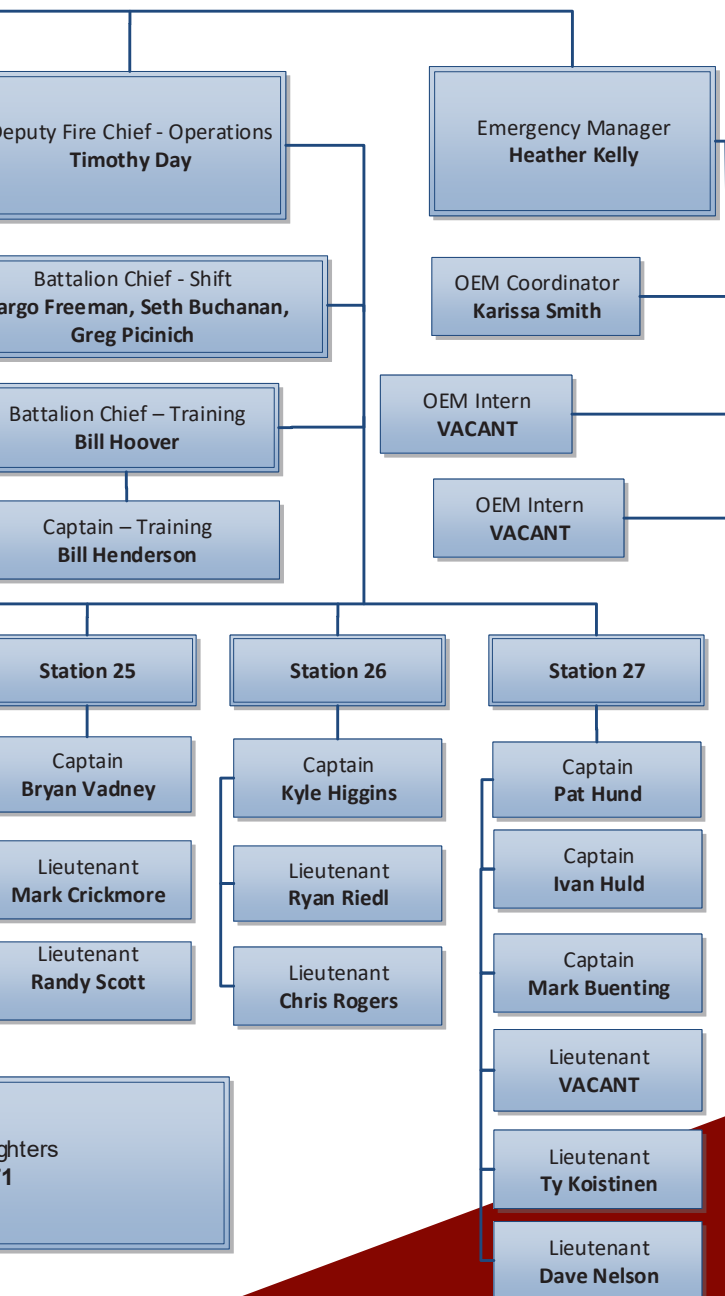 Deputy Fire Chief - Operations
Timothy Day
Emergency Manager
Heather Kelly
Battalion Chief - Shift
Freeman, Seth Buchanan,
Greg Picinich
OEM Coordinator
Karissa Smith
Battalion Chief – Training
Bill Hoover
OEM Intern
VACANT
Captain – Training
Bill Henderson
OEM Intern
VACANT
Station 25
Captain
Bryan Vadney
Lieutenant
Mark Crickmore
Lieutenant
Randy Scott
Station 26
Captain
Kyle Higgins
Lieutenant
Ryan Riedl
Lieutenant
Chris Rogers
Station 27
Captain
Pat Hund
Captain
Ivan Huld
Captain
Mark Buenting
Lieutenant
VACANT
Lieutenant
Ty Koistinen
Lieutenant
Dave Nelson